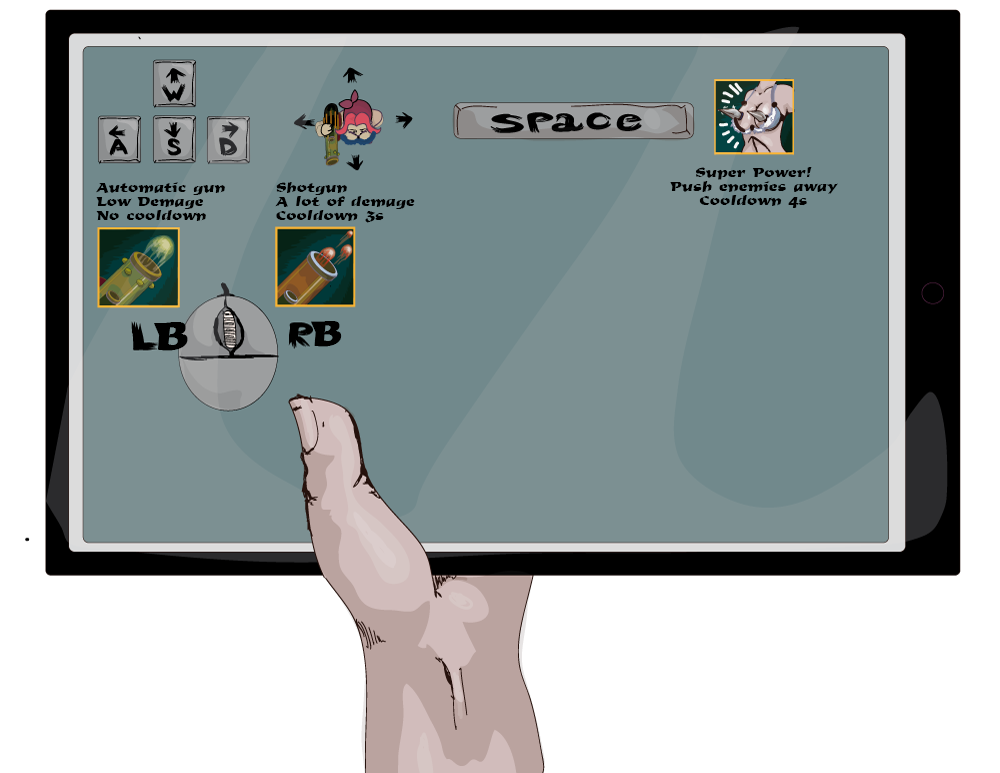 W
A S D
SPACE
Automatic gun
Low Demage
No cooldown
Shotgun
A lot of demage
Cooldown 3s
Super Power!
Push enemies away
Cooldown 4s
LB
RB